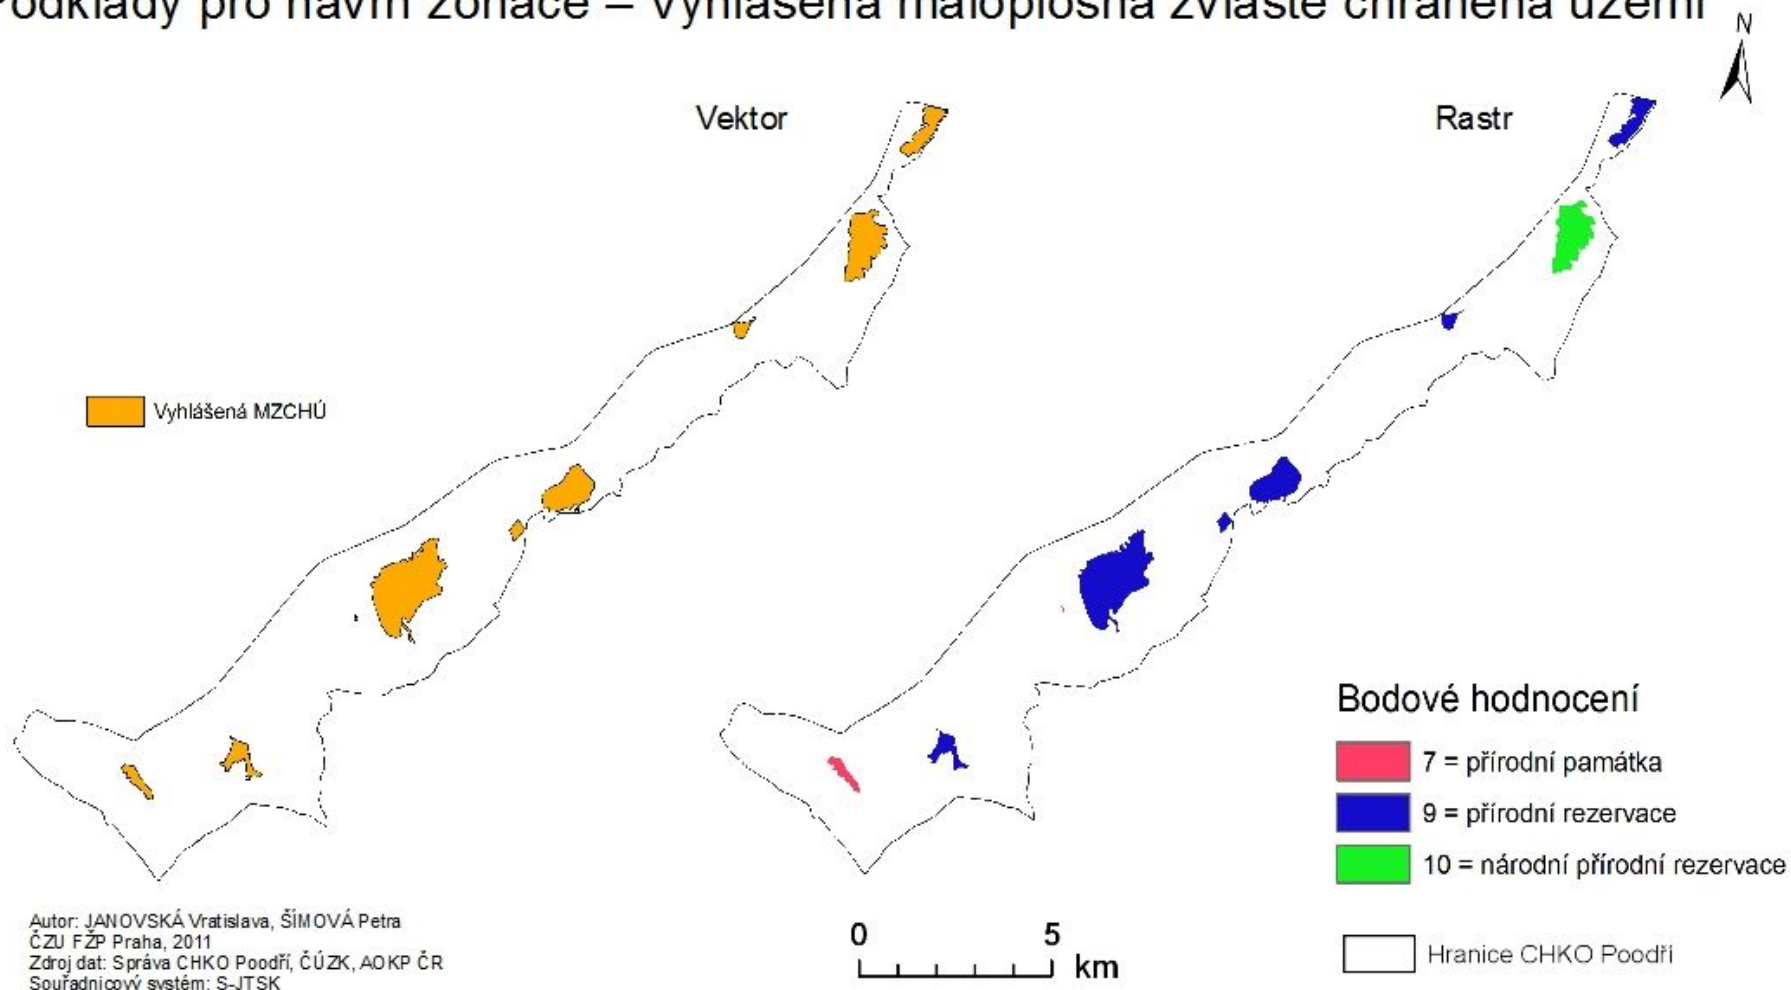 Podklady pro návrh zonace – Vyhlášená maloplošná zvláště chráněná území
N
Vektor
Rastr
Vyhlášená MZCHÚ
Bodové hodnocení
7 = přírodní památka
9 = přírodní rezervace
10 = národní přírodní rezervace
Hranice CHKO Poodří
0 5
km
Autor: JANOVSKÁ Vratislava, ŠÍMOVÁ Petra
ČZU FŽP Praha, 2011
Zdroj dat: Správa CHKO Poodří, ČÚZK, AOKP ČR
Souřadnicový systém: S-JTSK